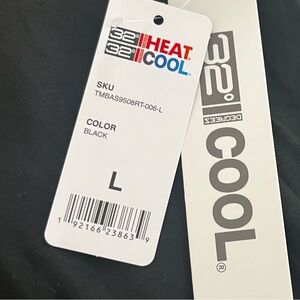 32° HEAT
32° COOL
SKU
TMBAS9508RT-006-L
COLOR
BLACK
L
1 92166 23863 9
32°
DEGREES
COOL®